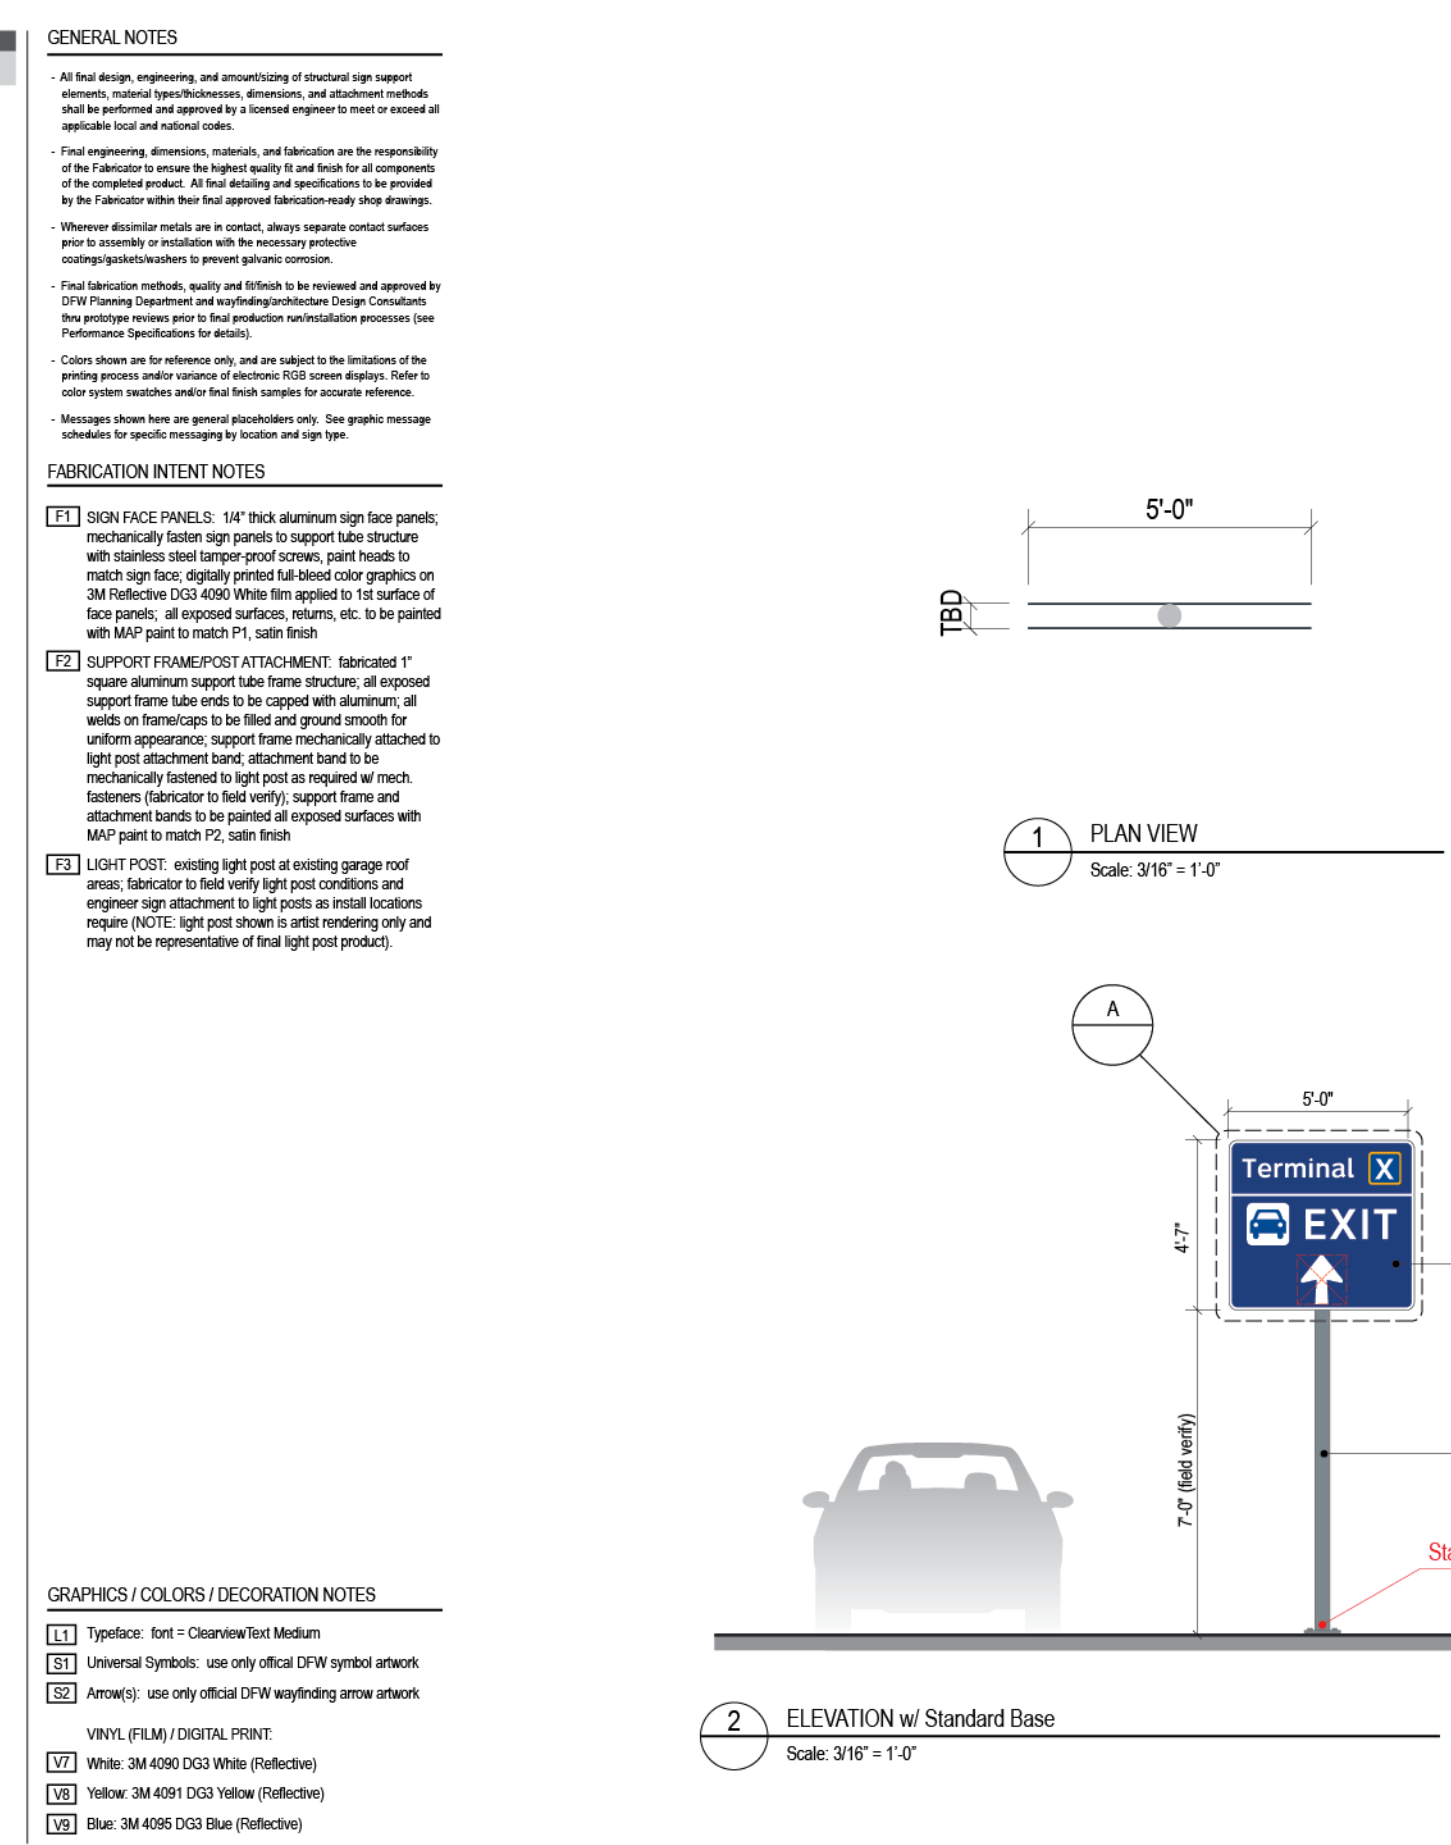 GENERAL NOTES
- All final design, engineering, and amount/sizing of structural sign support
elements, material types/thicknesses, dimensions, and attachment methods
shall be performed and approved by a licensed engineer to meet or exceed all
applicable local and national codes.
- Final engineering, dimensions, materials, and fabrication are the responsibility
of the Fabricator to ensure the highest quality fit and finish for all components
of the completed product. All final detailing and specifications to be provided
by the Fabricator within their final approved fabrication-ready shop drawings.
- Wherever dissimilar metals are in contact, always separate contact surfaces
prior to assembly or installation with the necessary protective
coatings/gaskets/washers to prevent galvanic corrosion.
- Final fabrication methods, quality and fit/finish to be reviewed and approved by
DFW Planning Department and wayfinding/architecture Design Consultants
thru prototype reviews prior to final production run/installation processes (see
Performance Specifications for details).
- Colors shown are for reference only, and are subject to the limitations of the
printing process and/or variance of electronic RGB screen displays. Refer to
color system swatches and/or final finish samples for accurate reference.
- Messages shown here are general placeholders only. See graphic message
schedules for specific messaging by location and sign type.
FABRICATION INTENT NOTES
F1 SIGN FACE PANELS: 1/4" thick aluminum sign face panels;
mechanically fasten sign panels to support tube structure
with stainless steel tamper-proof screws, paint heads to
match sign face; digitally printed full-bleed color graphics on
3M Reflective DG3 4090 White film applied to 1st surface of
face panels; all exposed surfaces, returns, etc. to be painted
with MAP paint to match P1, satin finish
F2 SUPPORT FRAME/POST ATTACHMENT: fabricated 1"
square aluminum support tube frame structure; all exposed
support frame tube ends to be capped with aluminum; all
welds on frame/caps to be filled and ground smooth for
uniform appearance; support frame mechanically attached to
light post attachment band; attachment band to be
mechanically fastened to light post as required w/ mech.
fasteners (fabricator to field verify); support frame and
attachment bands to be painted all exposed surfaces with
MAP paint to match P2, satin finish
F3 LIGHT POST: existing light post at existing garage roof
areas; fabricator to field verify light post conditions and
engineer sign attachment to light posts as install locations
require (NOTE: light post shown is artist rendering only and
may not be representative of final light post product).
GRAPHICS / COLORS / DECORATION NOTES
L1 Typeface: font = ClearviewText Medium
S1 Universal Symbols: use only offical DFW symbol artwork
S2 Arrow(s): use only official DFW wayfinding arrow artwork
VINYL (FILM) / DIGITAL PRINT:
V7 White: 3M 4090 DG3 White (Reflective)
V8 Yellow: 3M 4091 DG3 Yellow (Reflective)
V9 Blue: 3M 4095 DG3 Blue (Reflective)
5'-0"
TBD
1 PLAN VIEW
Scale: 3/16" = 1'-0"
A
5'-0"
4'-7"
Terminal X
EXIT
7'-0" (field verify)
Sta
2 ELEVATION w/ Standard Base
Scale: 3/16" = 1'-0"